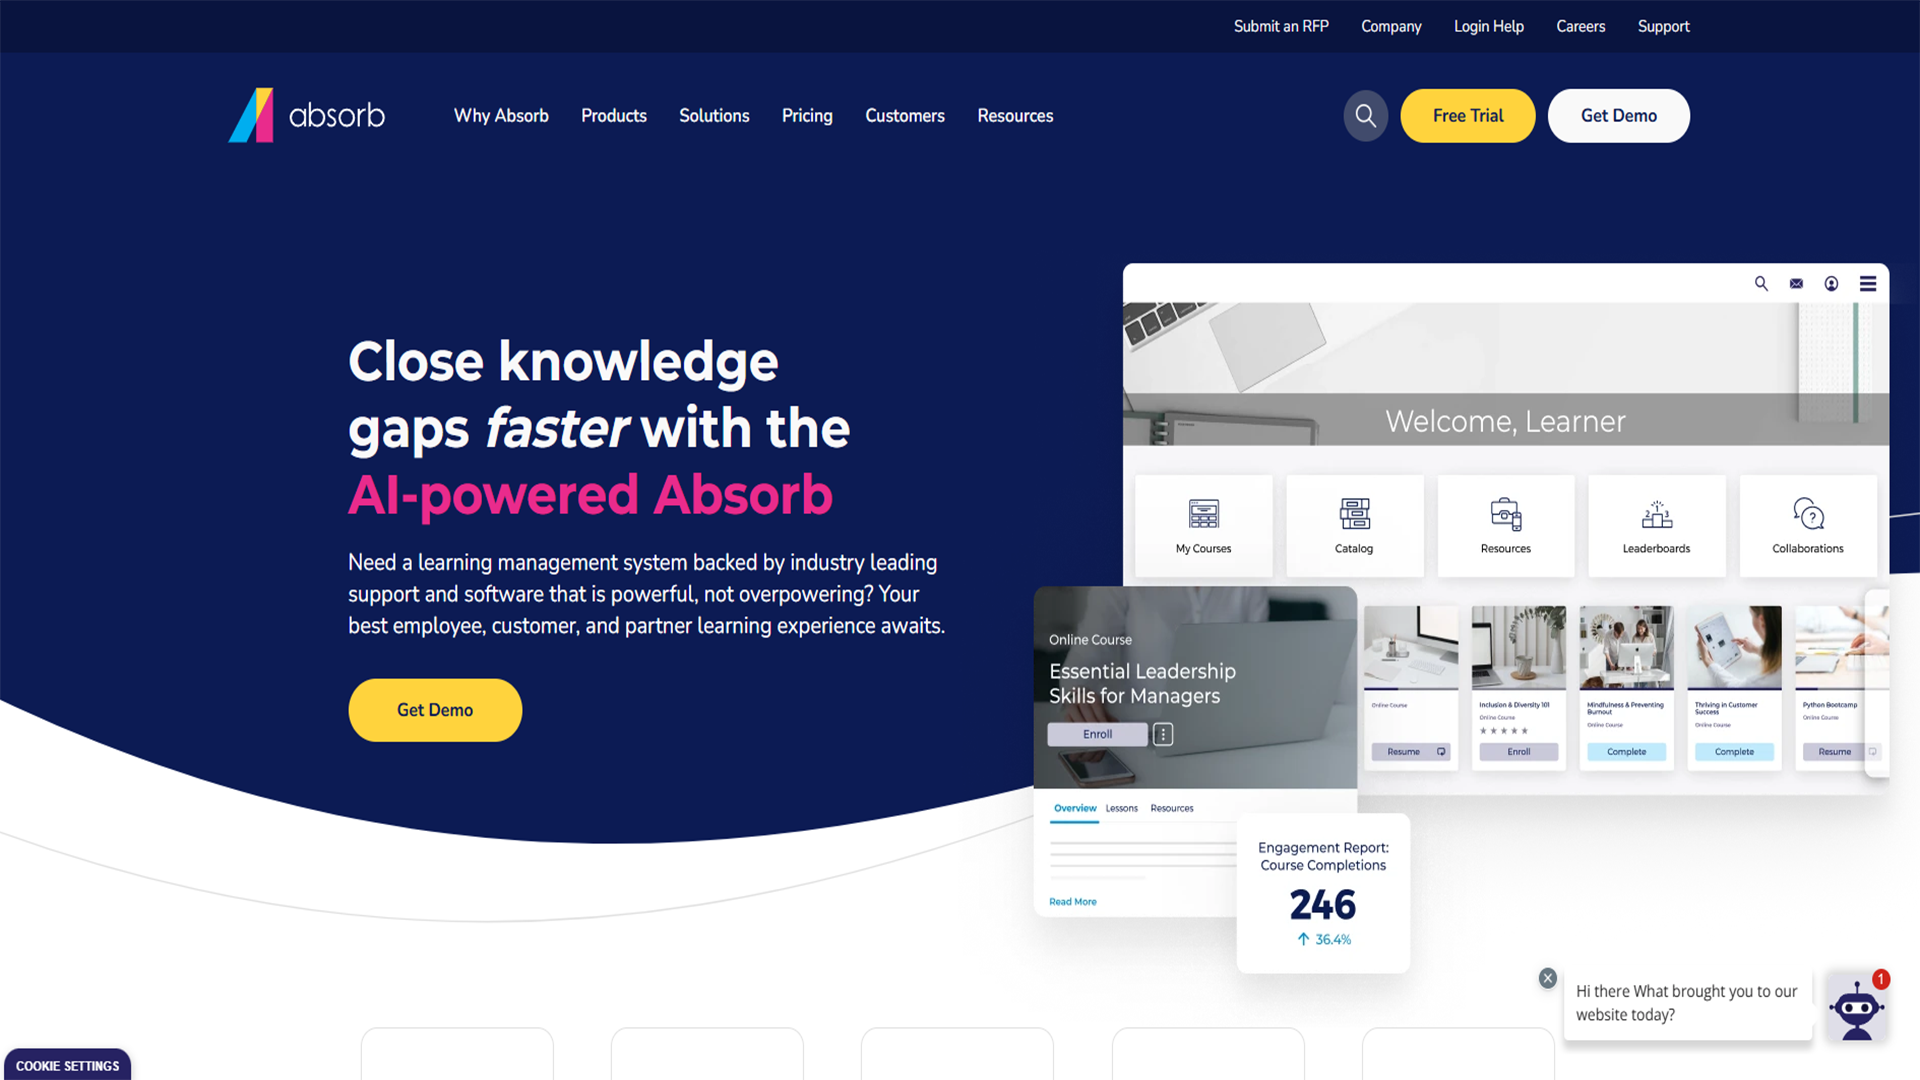 Submit an RFP
Company
Login Help
Careers
Support
absorb
Why Absorb
Products
Solutions
Pricing
Customers
Resources
Free Trial
Get Demo
Close knowledge
gaps faster with the
AI-powered Absorb
Need a learning management system backed by industry leading
support and software that is powerful, not overpowering? Your
best employee, customer, and partner learning experience awaits.
Get Demo
Welcome, Learner
My Courses
Catalog
Resources
2 1 3
Leaderboards
?
Collaborations
Online Course
Essential Leadership
Skills for Managers
Enroll
Overview
Lessons
Resources
Read More
Online Course
Resume
Inclusion & Diversity 101
Online Course
Enroll
Mindfulness & Preventing
Burnout
Online Course
Complete
Thriving in Customer
Success
Online Course
Complete
Python Bootcamp
Online Course
Resume
Engagement Report:
Course Completions
246
36.4%
Hi there What brought you to our
website today?
1
COOKIE SETTINGS